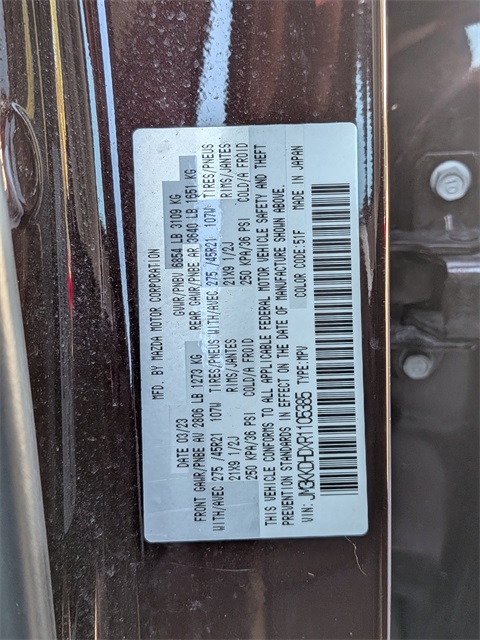 MFD. BY MAZDA MOTOR CORPORATION
DATE 03/23 GVWR/PNBV 6854 LB 3109 KG
FRONT GAWR/PNBE AV 2806 LB 1273 KG REAR GAWR/PNBE AR 3640 LB 1651 KG
WITH/AVEC 275 /45R21 107W TIRES/PNEUS WITH/AVEC 275 /45R21 107W TIRES/PNEUS
21X9 1/2J RIMS/JANTES 21X9 1/2J RIMS/JANTES
250 KPA/36 PSI COLD/A FROID 250 KPA/36 PSI COLD/A FROID
THIS VEHICLE CONFORMS TO ALL APPLICABLE FEDERAL MOTOR VEHICLE SAFETY AND THEFT
PREVENTION STANDARDS IN EFFECT ON THE DATE OF MANUFACTURE SHOWN ABOVE.
VIN: JM3KKDHDXR1105385 TYPE:MPV COLOR CODE:51F MADE IN JAPAN